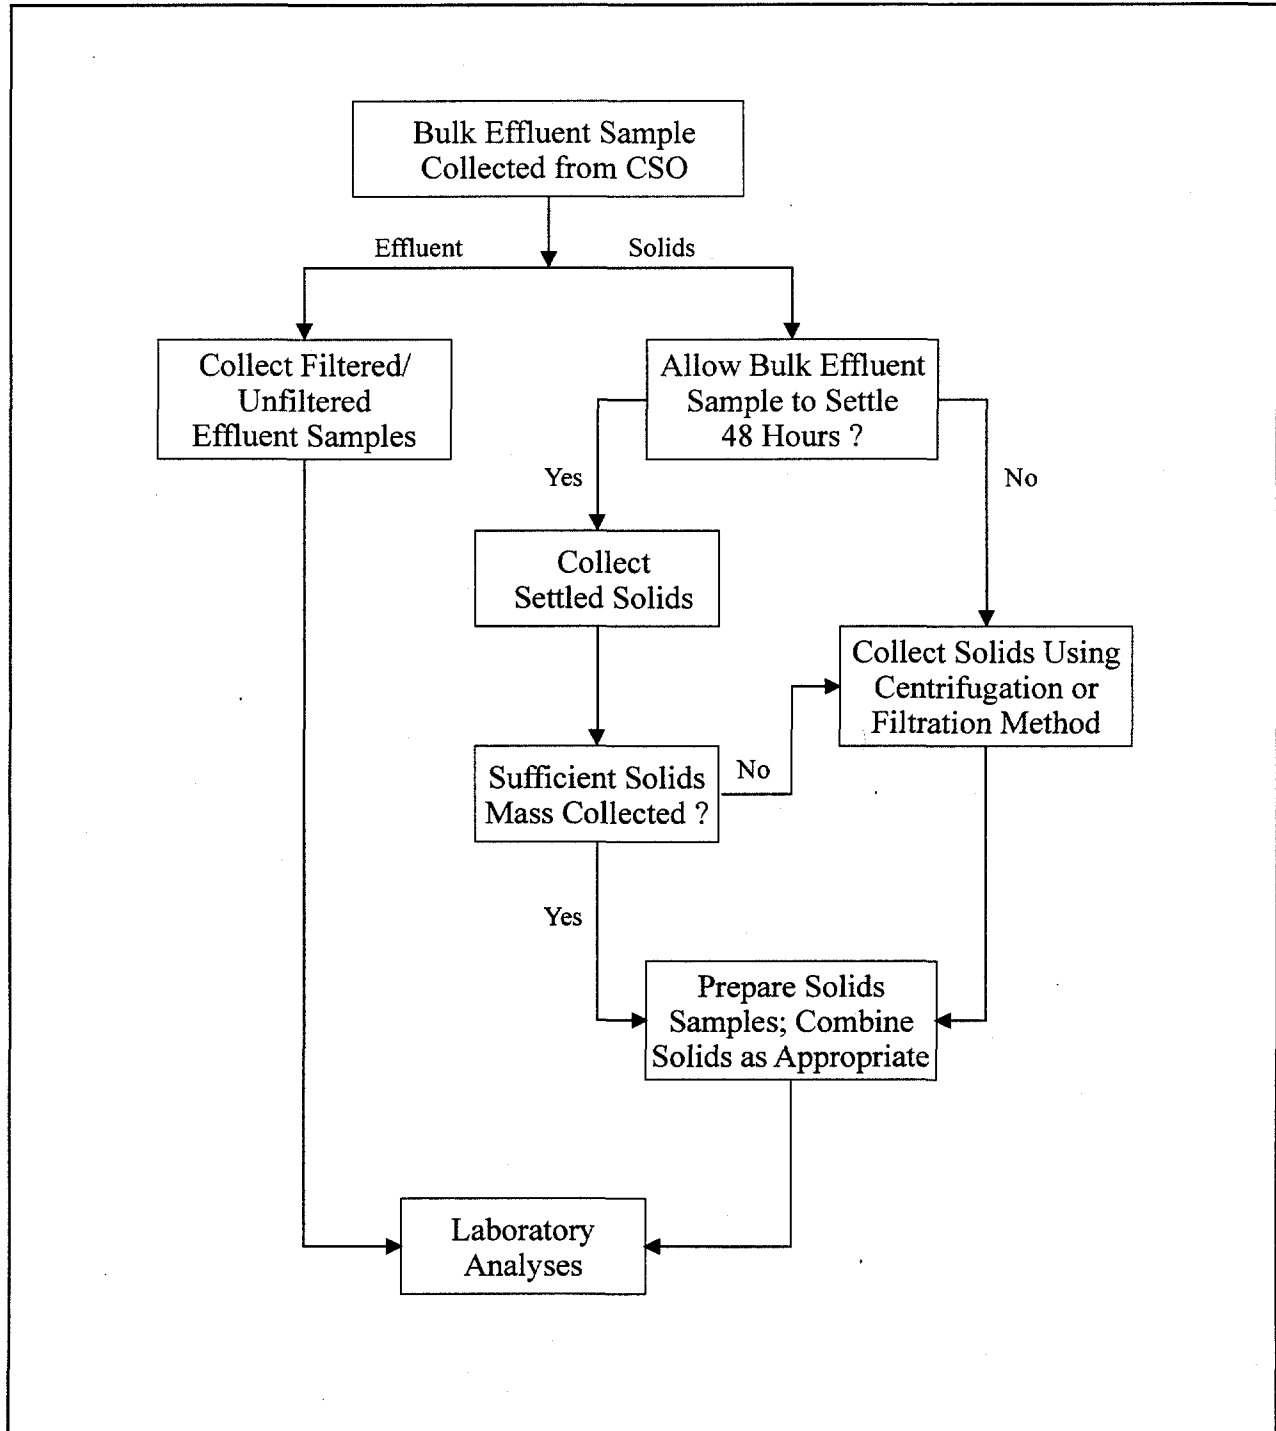 Bulk Effluent Sample
Collected from CSO
Effluent
Solids
Collect Filtered/
Unfiltered
Effluent Samples
Allow Bulk Effluent
Sample to Settle
48 Hours ?
Yes
No
Collect
Settled Solids
Collect Solids Using
Centrifugation or
Filtration Method
Sufficient Solids
Mass Collected ?
No
Yes
Prepare Solids
Samples; Combine
Solids as Appropriate
Laboratory
Analyses